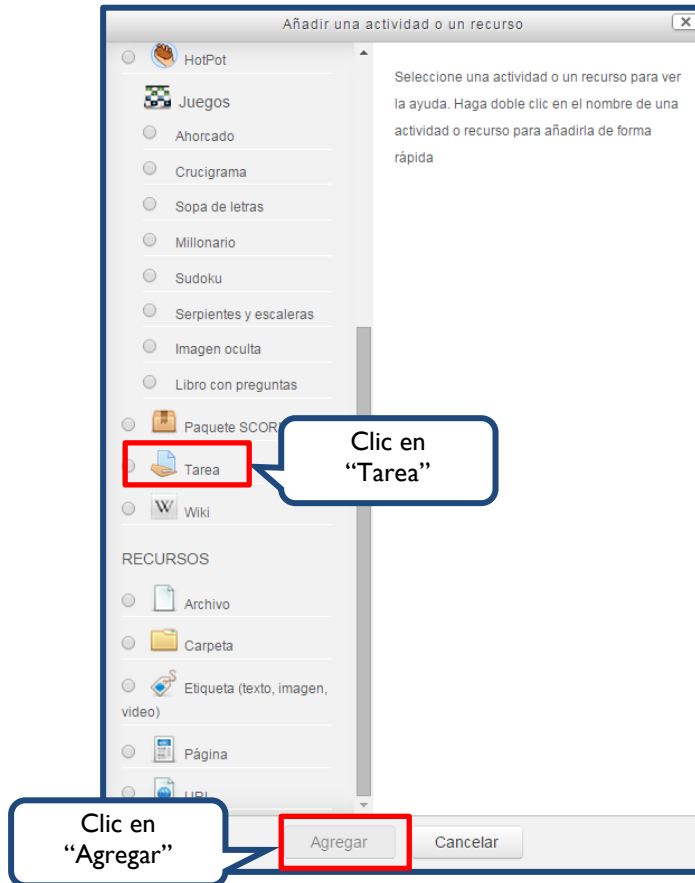 Añadir una actividad o un recurso
HotPot
Juegos
Ahorcado
Crucigrama
Sopa de letras
Millonario
Sudoku
Serpientes y escaleras
Imagen oculta
Libro con preguntas
Paquete
Tarea
Wiki
RECURSOS
Archivo
Carpeta
Etiqueta (texto, imagen,
video)
Página
URL
Seleccione una actividad o un recurso para ver
la ayuda. Haga doble clic en el nombre de una
actividad o recurso para añadirla de forma
rápida
Clic en
“Tarea”
Clic en
“Agregar”
Agregar
Cancelar